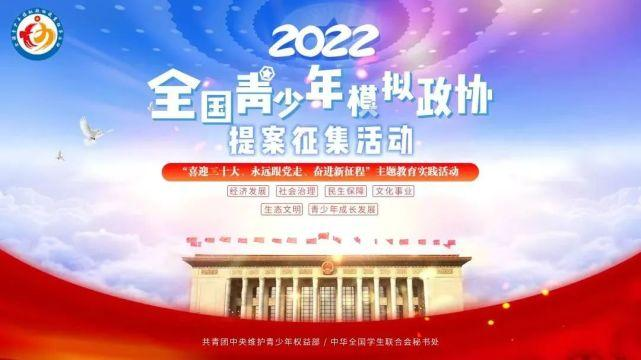 2022
全国青少年模拟政协
提案征集活动
“喜迎二十大、永远跟党走、奋进新征程”主题教育实践活动
经济发展 社会治理 民生保障 文化事业
生态文明 青少年成长发展
共青团中央维护青少年权益部 / 中华全国学生联合会秘书处